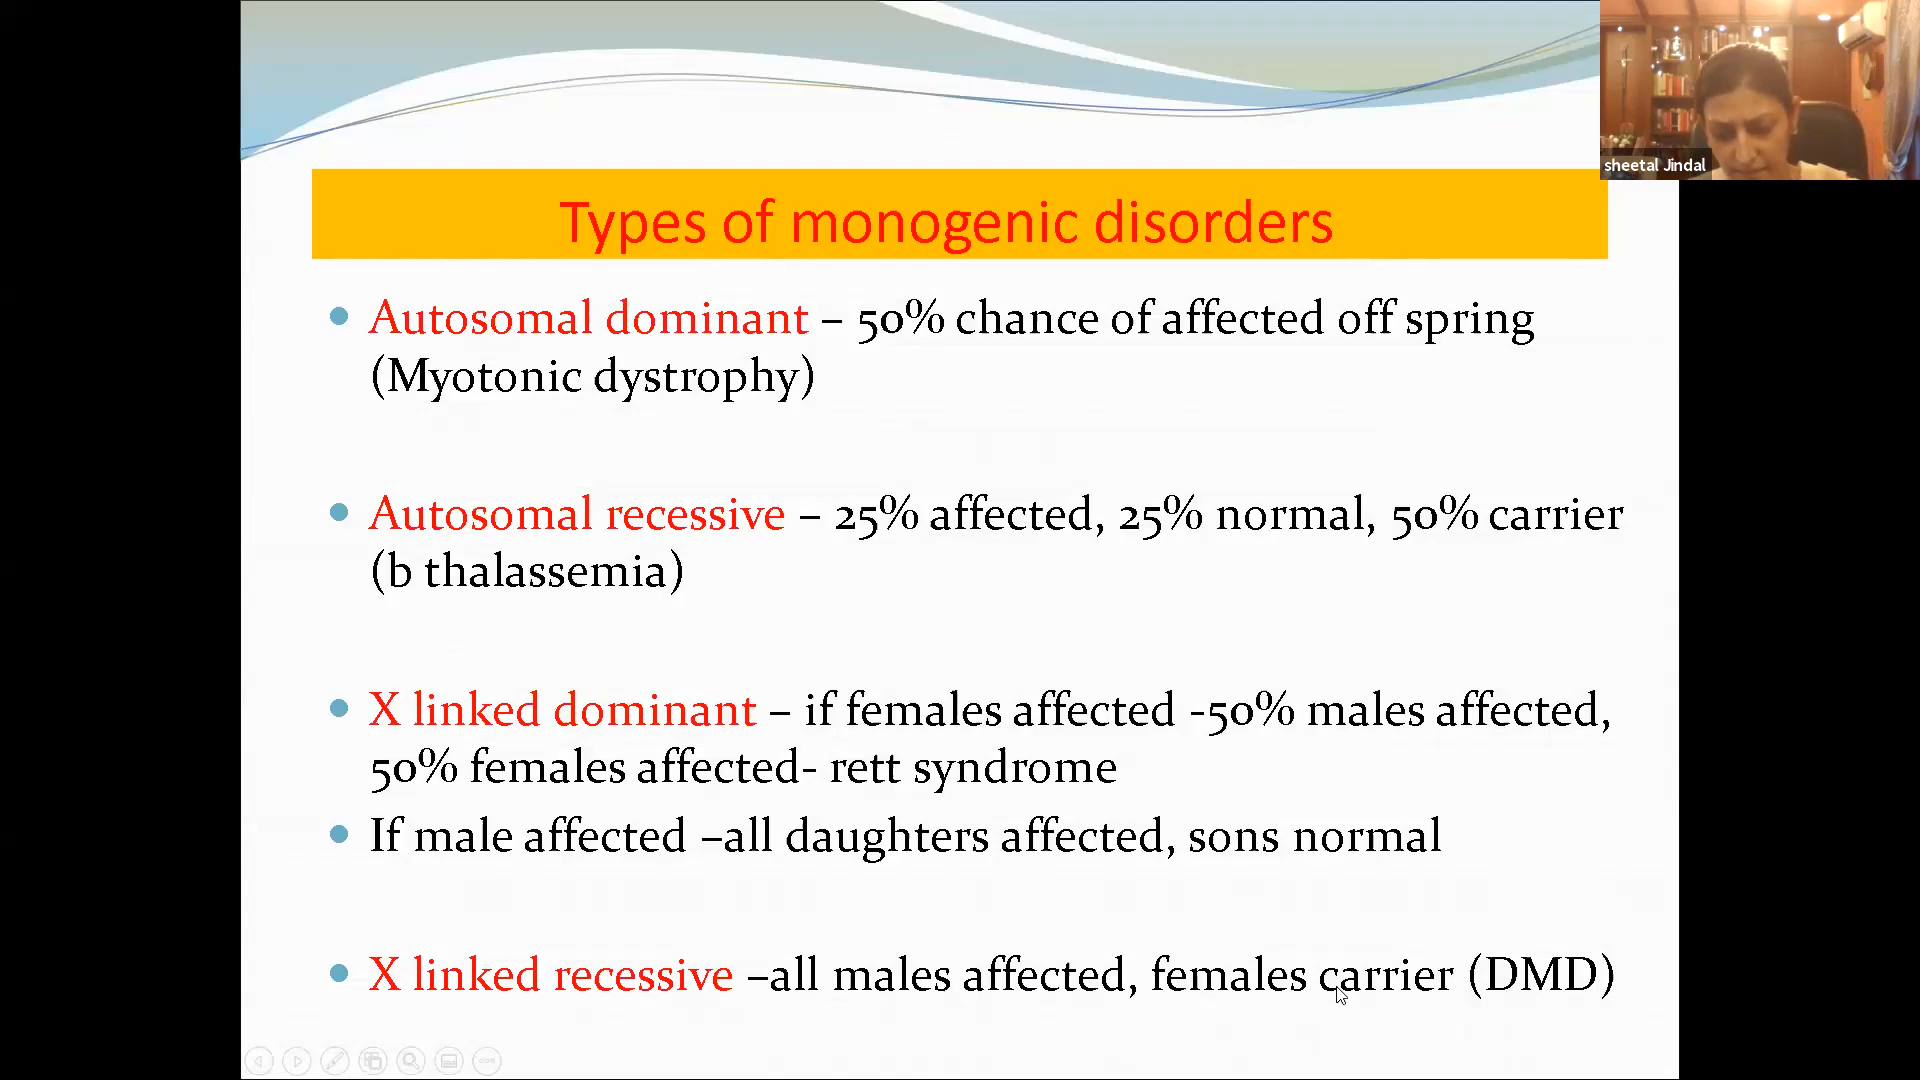 sheetal Jindal
Types of monogenic disorders
• Autosomal dominant – 50% chance of affected off spring
(Myotonic dystrophy)
• Autosomal recessive – 25% affected, 25% normal, 50% carrier
(b thalassemia)
• X linked dominant – if females affected -50% males affected,
50% females affected- rett syndrome
• If male affected –all daughters affected, sons normal
• X linked recessive –all males affected, females carrier (DMD)